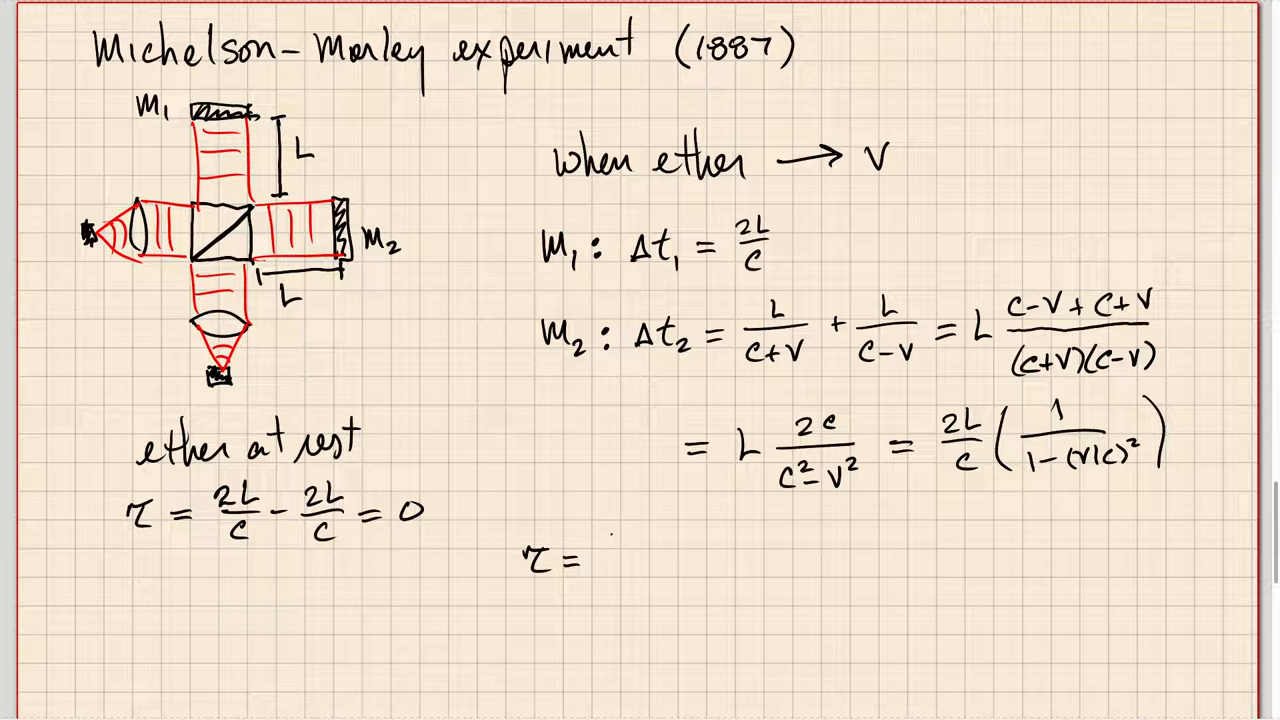 Michelson-Morley experiment (1887)
M1
L
M2
L
ether at rest
τ = 2L/c - 2L/c = 0
when ether → v
M1 : Δt1 = 2L/c
M2 : Δt2 = L/(c+v) + L/(c-v) = L (c-v+c+v)/((c+v)(c-v))
= L 2c/(c²-v²) = 2L/c (1/(1-(v/c)²))
τ =